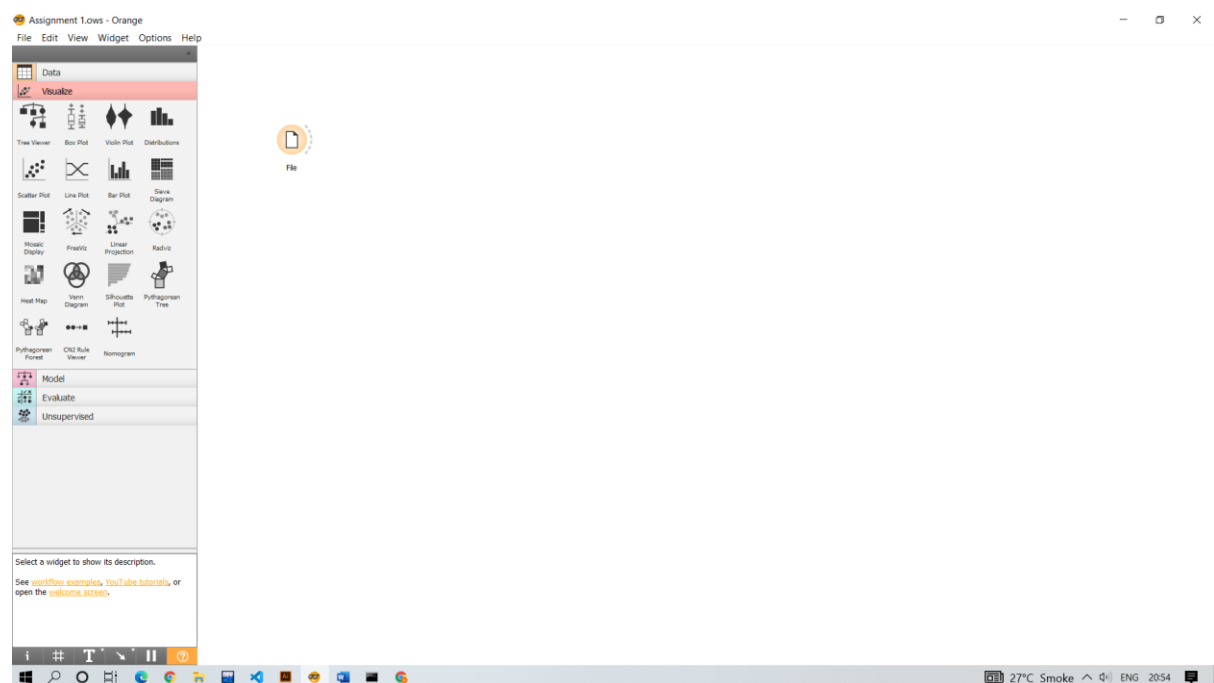 Assignment 1.ows - Orange
File Edit View Widget Options Help
Data
Visualize
Tree Viewer Box Plot Violin Plot Distributions
Scatter Plot Line Plot Bar Plot Sieve
Diagram
Mosaic
Display FreeViz Linear
Projection Radviz
Heat Map Venn
Diagram Silhouette
Plot Pythagorean
Tree
Pythagorean
Forest CN2 Rule
Viewer Nomogram
Model
Evaluate
Unsupervised
File
Select a widget to show its description.
See workflow examples, YouTube tutorials, or
open the welcome screen.
27°C Smoke ENG 20:54